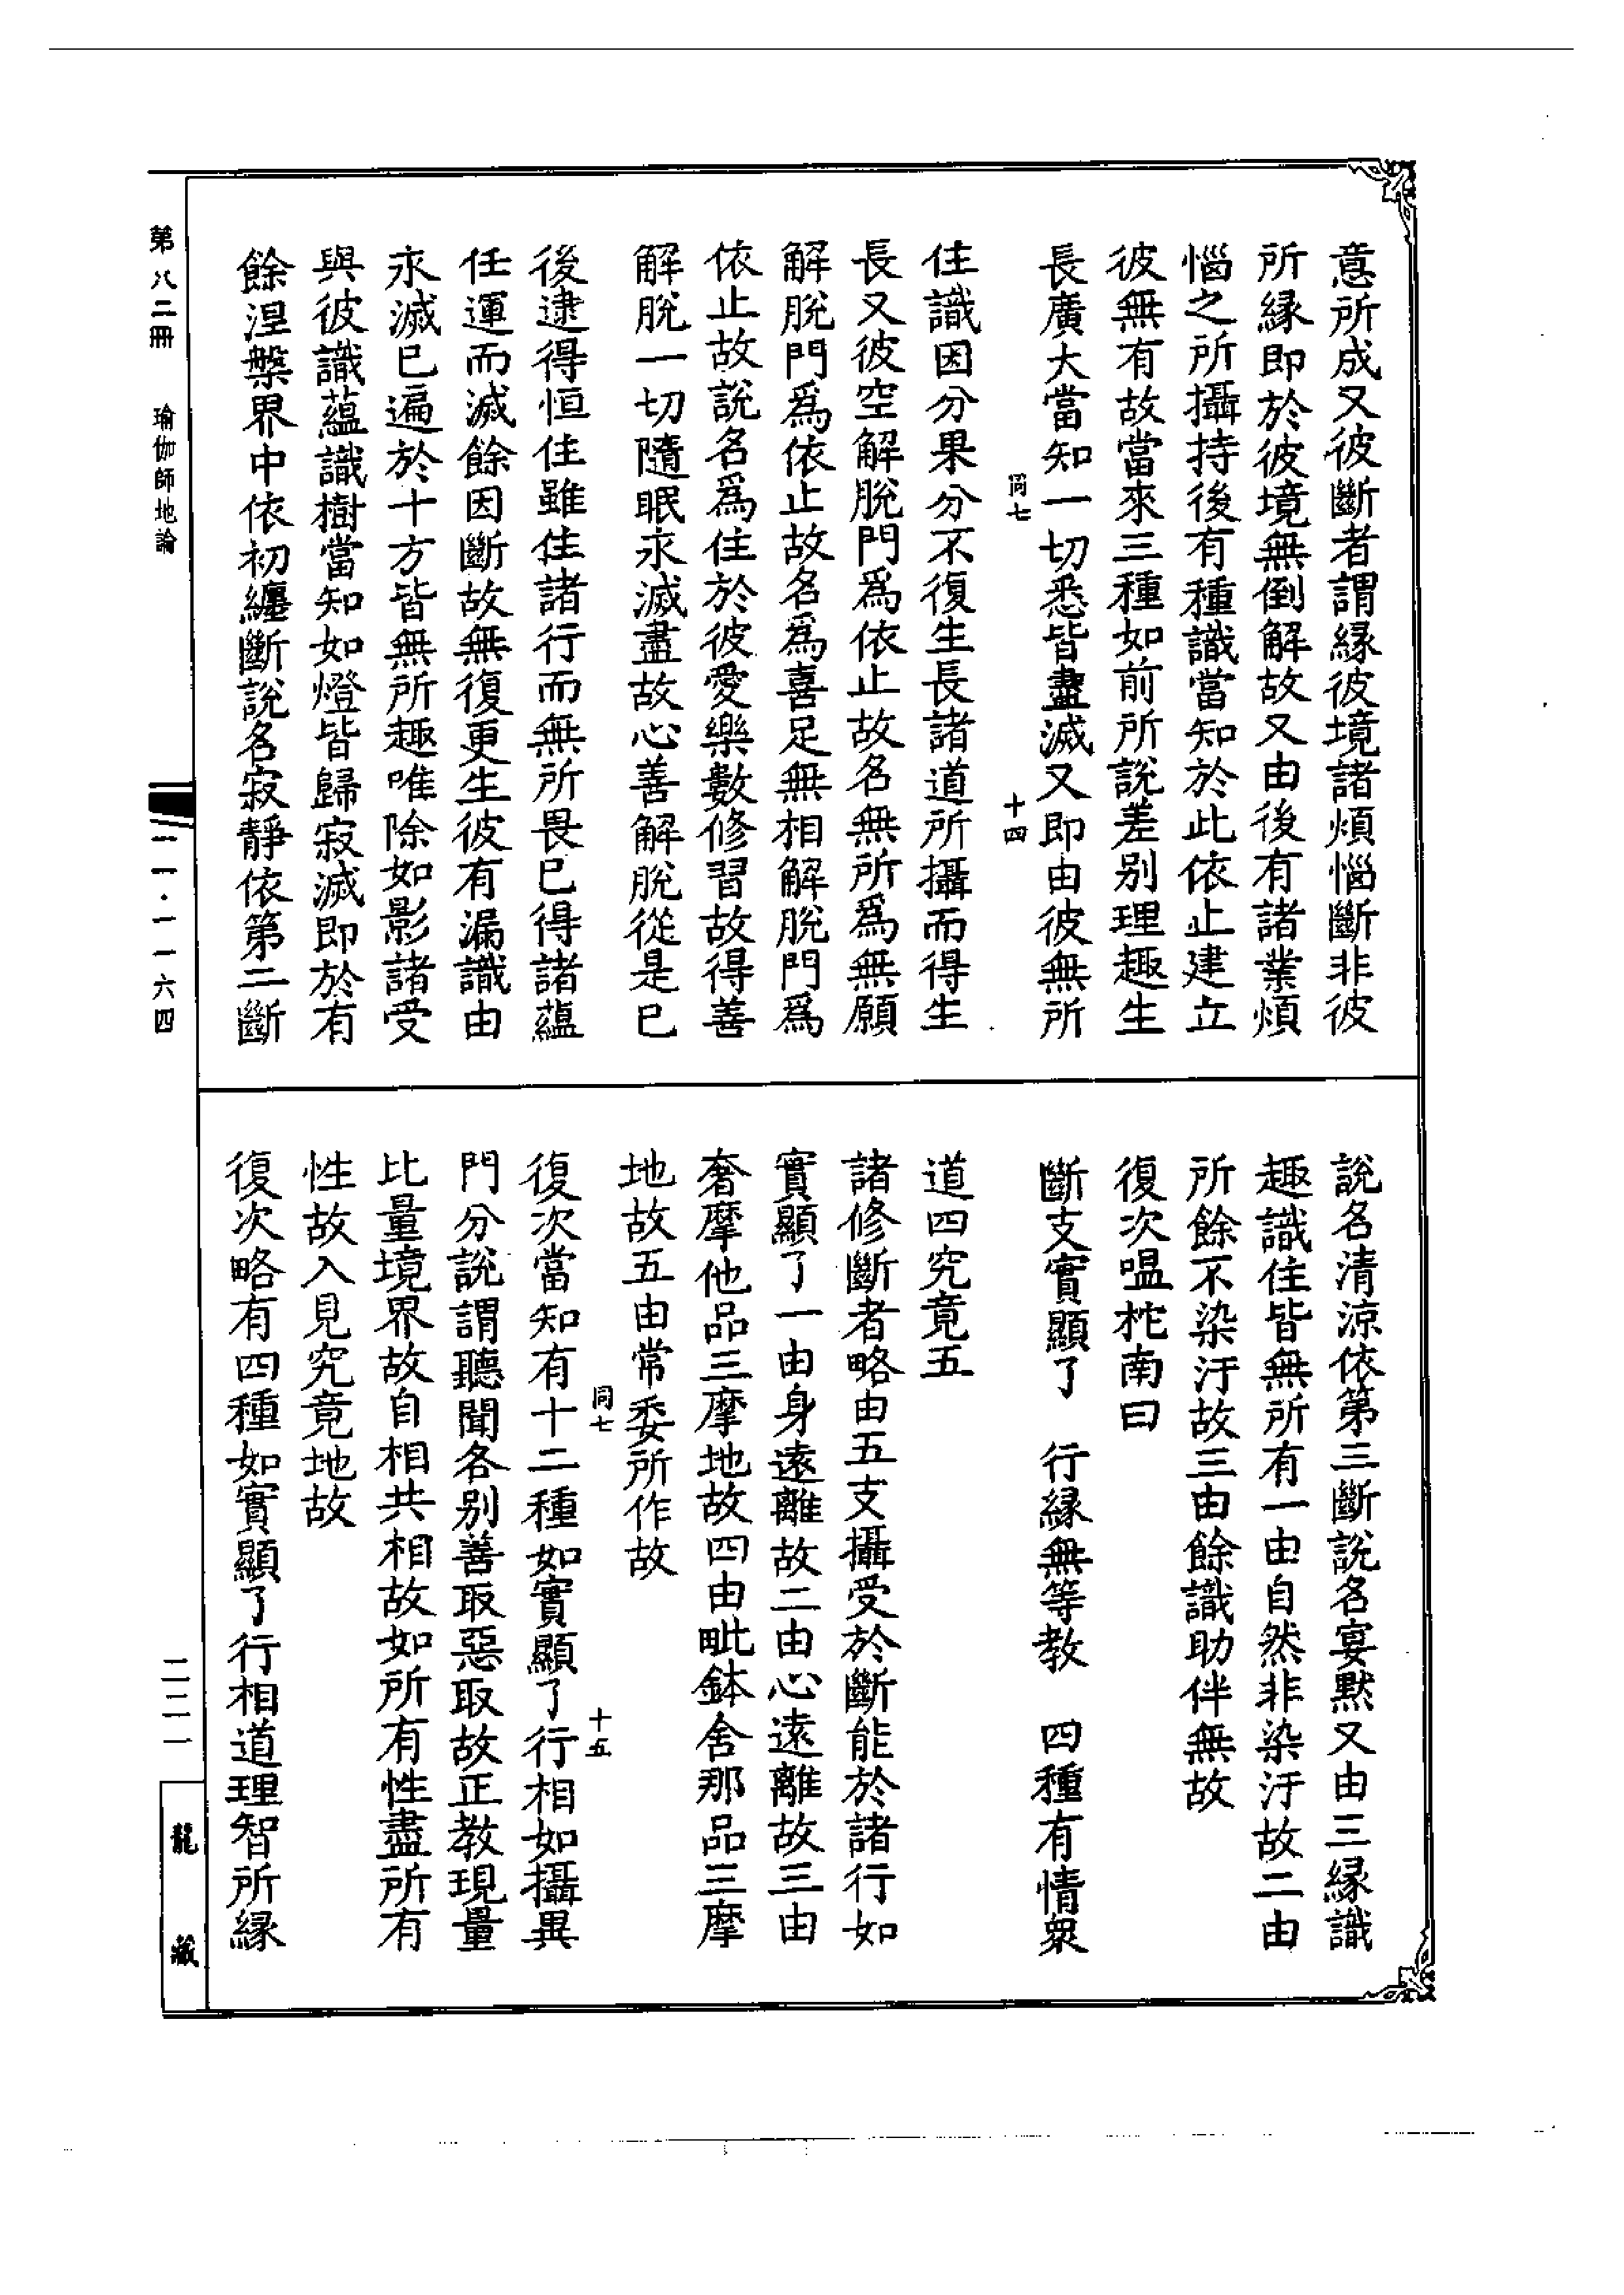 意所成又彼斷者謂緣彼境諸煩惱斷非彼
所緣即於彼境無倒解故又由後有諸業煩
惱之所攝持後有種識當知於此依止建立
彼無有故當來三種如前所說差別理趣生
長廣大當知一切悉皆盡滅又即由彼無所
同七 十四
住識因分果分不復生長諸道所攝而得生
長又彼空解脫門爲依止故名無所爲無願
解脫門爲依止故名爲喜足無相解脫門爲
依止故說名爲住於彼愛樂數修習故得善
解脫一切隨眠永滅盡故心善解脫從是已
後逮得恒住雖住諸行而無所畏已得諸蘊
任運而滅餘因斷故無復更生彼有漏識由
永滅已遍於十方皆無所趣唯除如影諸受
與彼識蘊識樹當知如燈皆歸寂滅即於有
餘涅槃界中依初纏斷說名寂靜依第二斷
說名清涼依第三斷說名宴默又由三緣識
趣識住皆無所有一由自然非染汙故二由
所餘不染汙故三由餘識助伴無故
復次嗢柁南曰
斷支實顯了 行緣無等教 四種有情衆
道四究竟五
諸修斷者略由五支攝受於斷能於諸行如
實顯了一由身遠離故二由心遠離故三由
奢摩他品三摩地故四由毗鉢舍那品三摩
地故五由常委所作故
同七 十五
復次當知有十二種如實顯了行相如攝異
門分說謂聽聞各別善取惡取故正教現量
比量境界故自相共相故如所有性盡所有
性故入見究竟地故
復次略有四種如實顯了行相道理智所緣
第八二冊 瑜伽師地論
二一·一一六四
二二一
龍藏